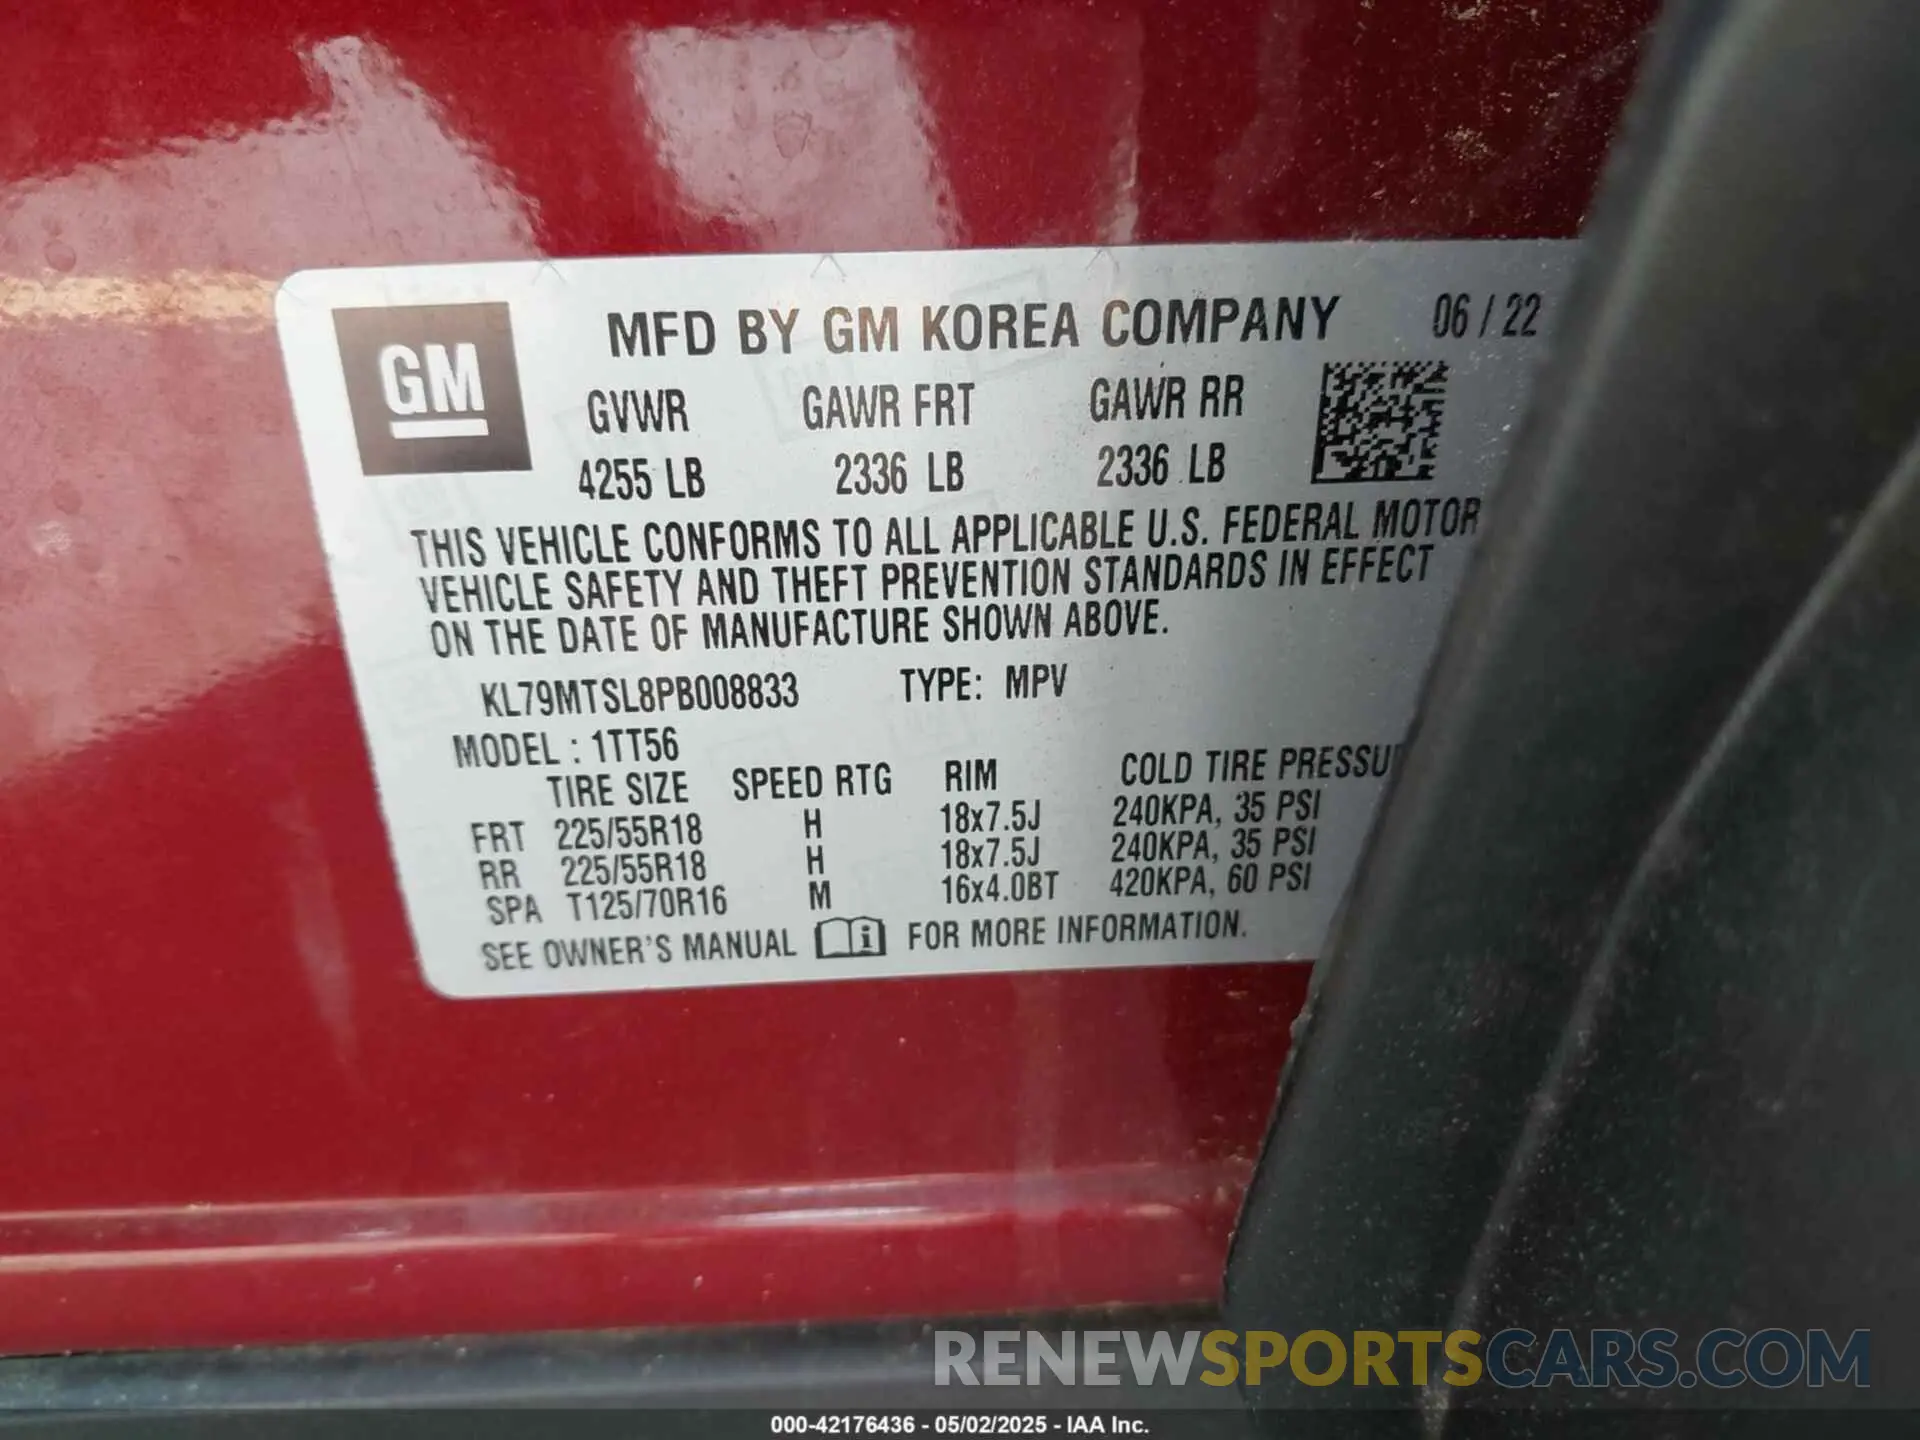 GM
MFD BY GM KOREA COMPANY 06 / 22
GVWR GAWR FRT GAWR RR
4255 LB 2336 LB 2336 LB
THIS VEHICLE CONFORMS TO ALL APPLICABLE U.S. FEDERAL MOTOR
VEHICLE SAFETY AND THEFT PREVENTION STANDARDS IN EFFECT
ON THE DATE OF MANUFACTURE SHOWN ABOVE.
KL79MTSL8PB008833 TYPE: MPV
MODEL : 1TT56
TIRE SIZE SPEED RTG RIM COLD TIRE PRESSU
FRT 225/55R18 H 18x7.5J 240KPA, 35 PSI
RR 225/55R18 H 18x7.5J 240KPA, 35 PSI
SPA T125/70R16 M 16x4.0BT 420KPA, 60 PSI
SEE OWNER'S MANUAL i FOR MORE INFORMATION.
RENEWSPORTSCARS.COM
000-42176436 - 05/02/2025 - IAA Inc.